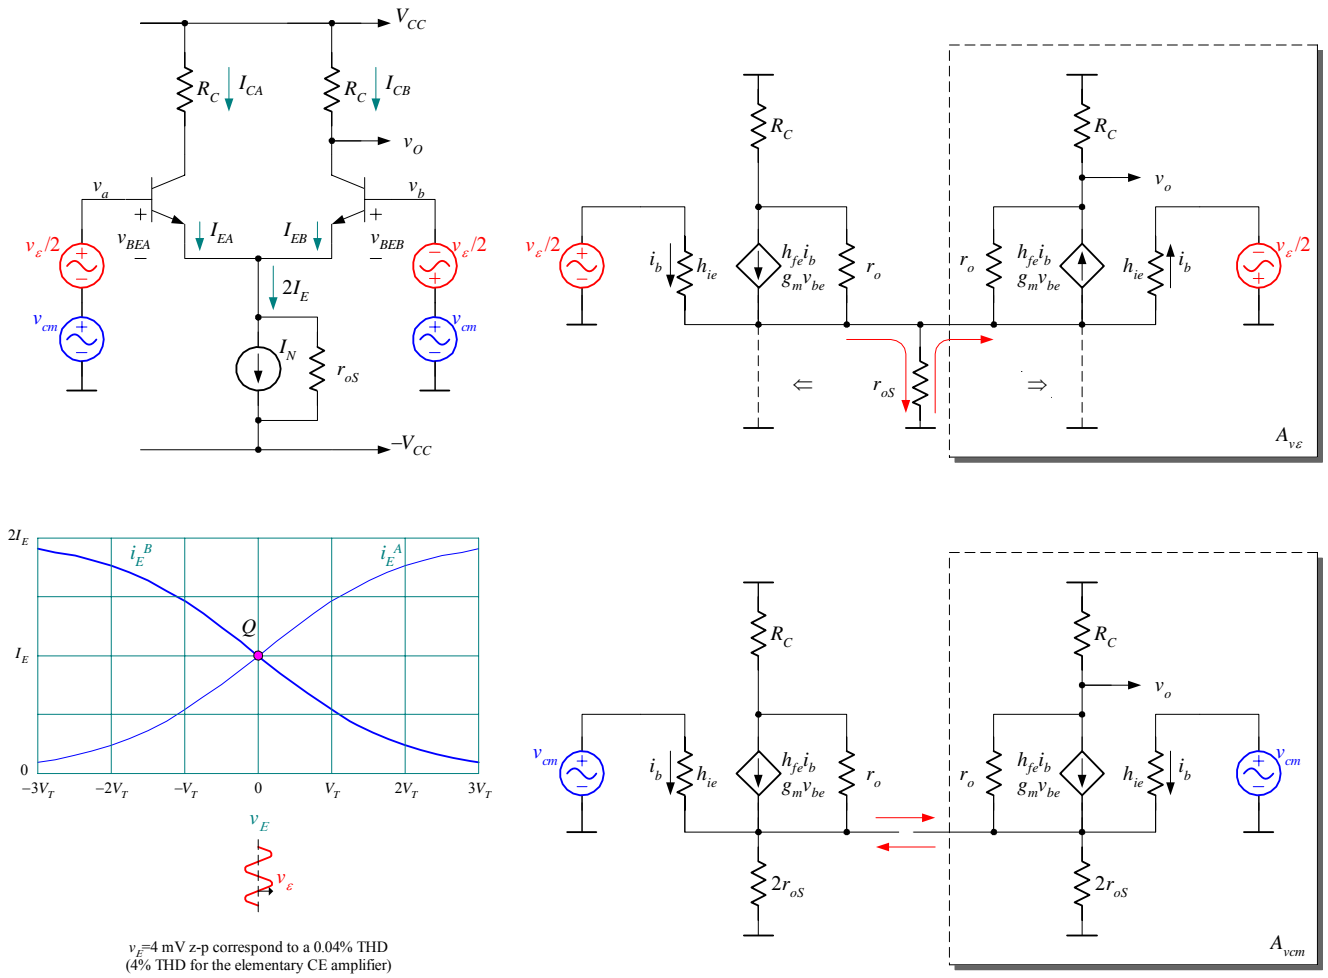 V_CC
R_C I_CA R_C I_CB
v_O
v_a v_b
+ +
v_BEA I_EA I_EB v_BEB
− −
v_ε/2 v_ε/2
+ −
− +
2I_E
v_cm v_cm
+ +
− −
I_N
r_oS
−V_CC
R_C R_C
v_o
v_ε/2 i_b h_ie h_fe i_b r_o r_o h_fe i_b h_ie i_b v_ε/2
g_m v_be g_m v_be
+ −
− +
⇐ r_oS ⇒
A_vε
2I_E
i_E^B i_E^A
Q
I_E
0
−3V_T −2V_T −V_T 0 V_T 2V_T 3V_T
v_E
v_ε
v_E=4 mV z-p correspond to a 0.04% THD
(4% THD for the elementary CE amplifier)
R_C R_C
v_o
v_cm i_b h_ie h_fe i_b r_o r_o h_fe i_b h_ie i_b v_cm
g_m v_be g_m v_be
+ +
− −
2r_oS 2r_oS
A_vcm